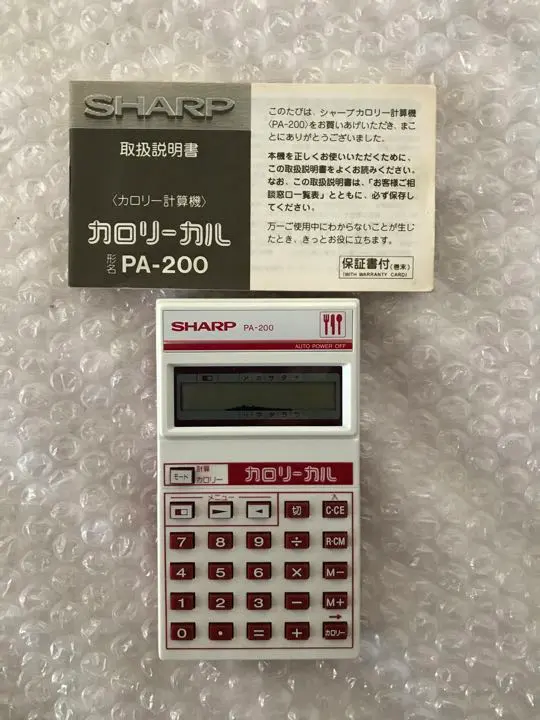 SHARP
取扱説明書
〈カロリー計算機〉
カロリーカル
形名 PA-200
このたびは、シャープカロリー計算機
〈PA-200〉をお買いあげいただき、まこ
とにありがとうございました。
本機を正しくお使いいただくために、
この取扱説明書をよくお読みください。
なお、この取扱説明書は、「お客様ご相
談窓口一覧表」とともに、必ず保存し
てください。
万一ご使用中にわからないことが生じ
たとき、きっとお役に立ちます。
保証書付(巻末)
(WITH WARRANTY CARD)
SHARP PA-200
AUTO POWER OFF
モード 計算
カロリー
カロリーカル
メニュー 入
切 C·CE
7 8 9 ÷ R·CM
4 5 6 × M−
1 2 3 − M+
0 · = + カロリー